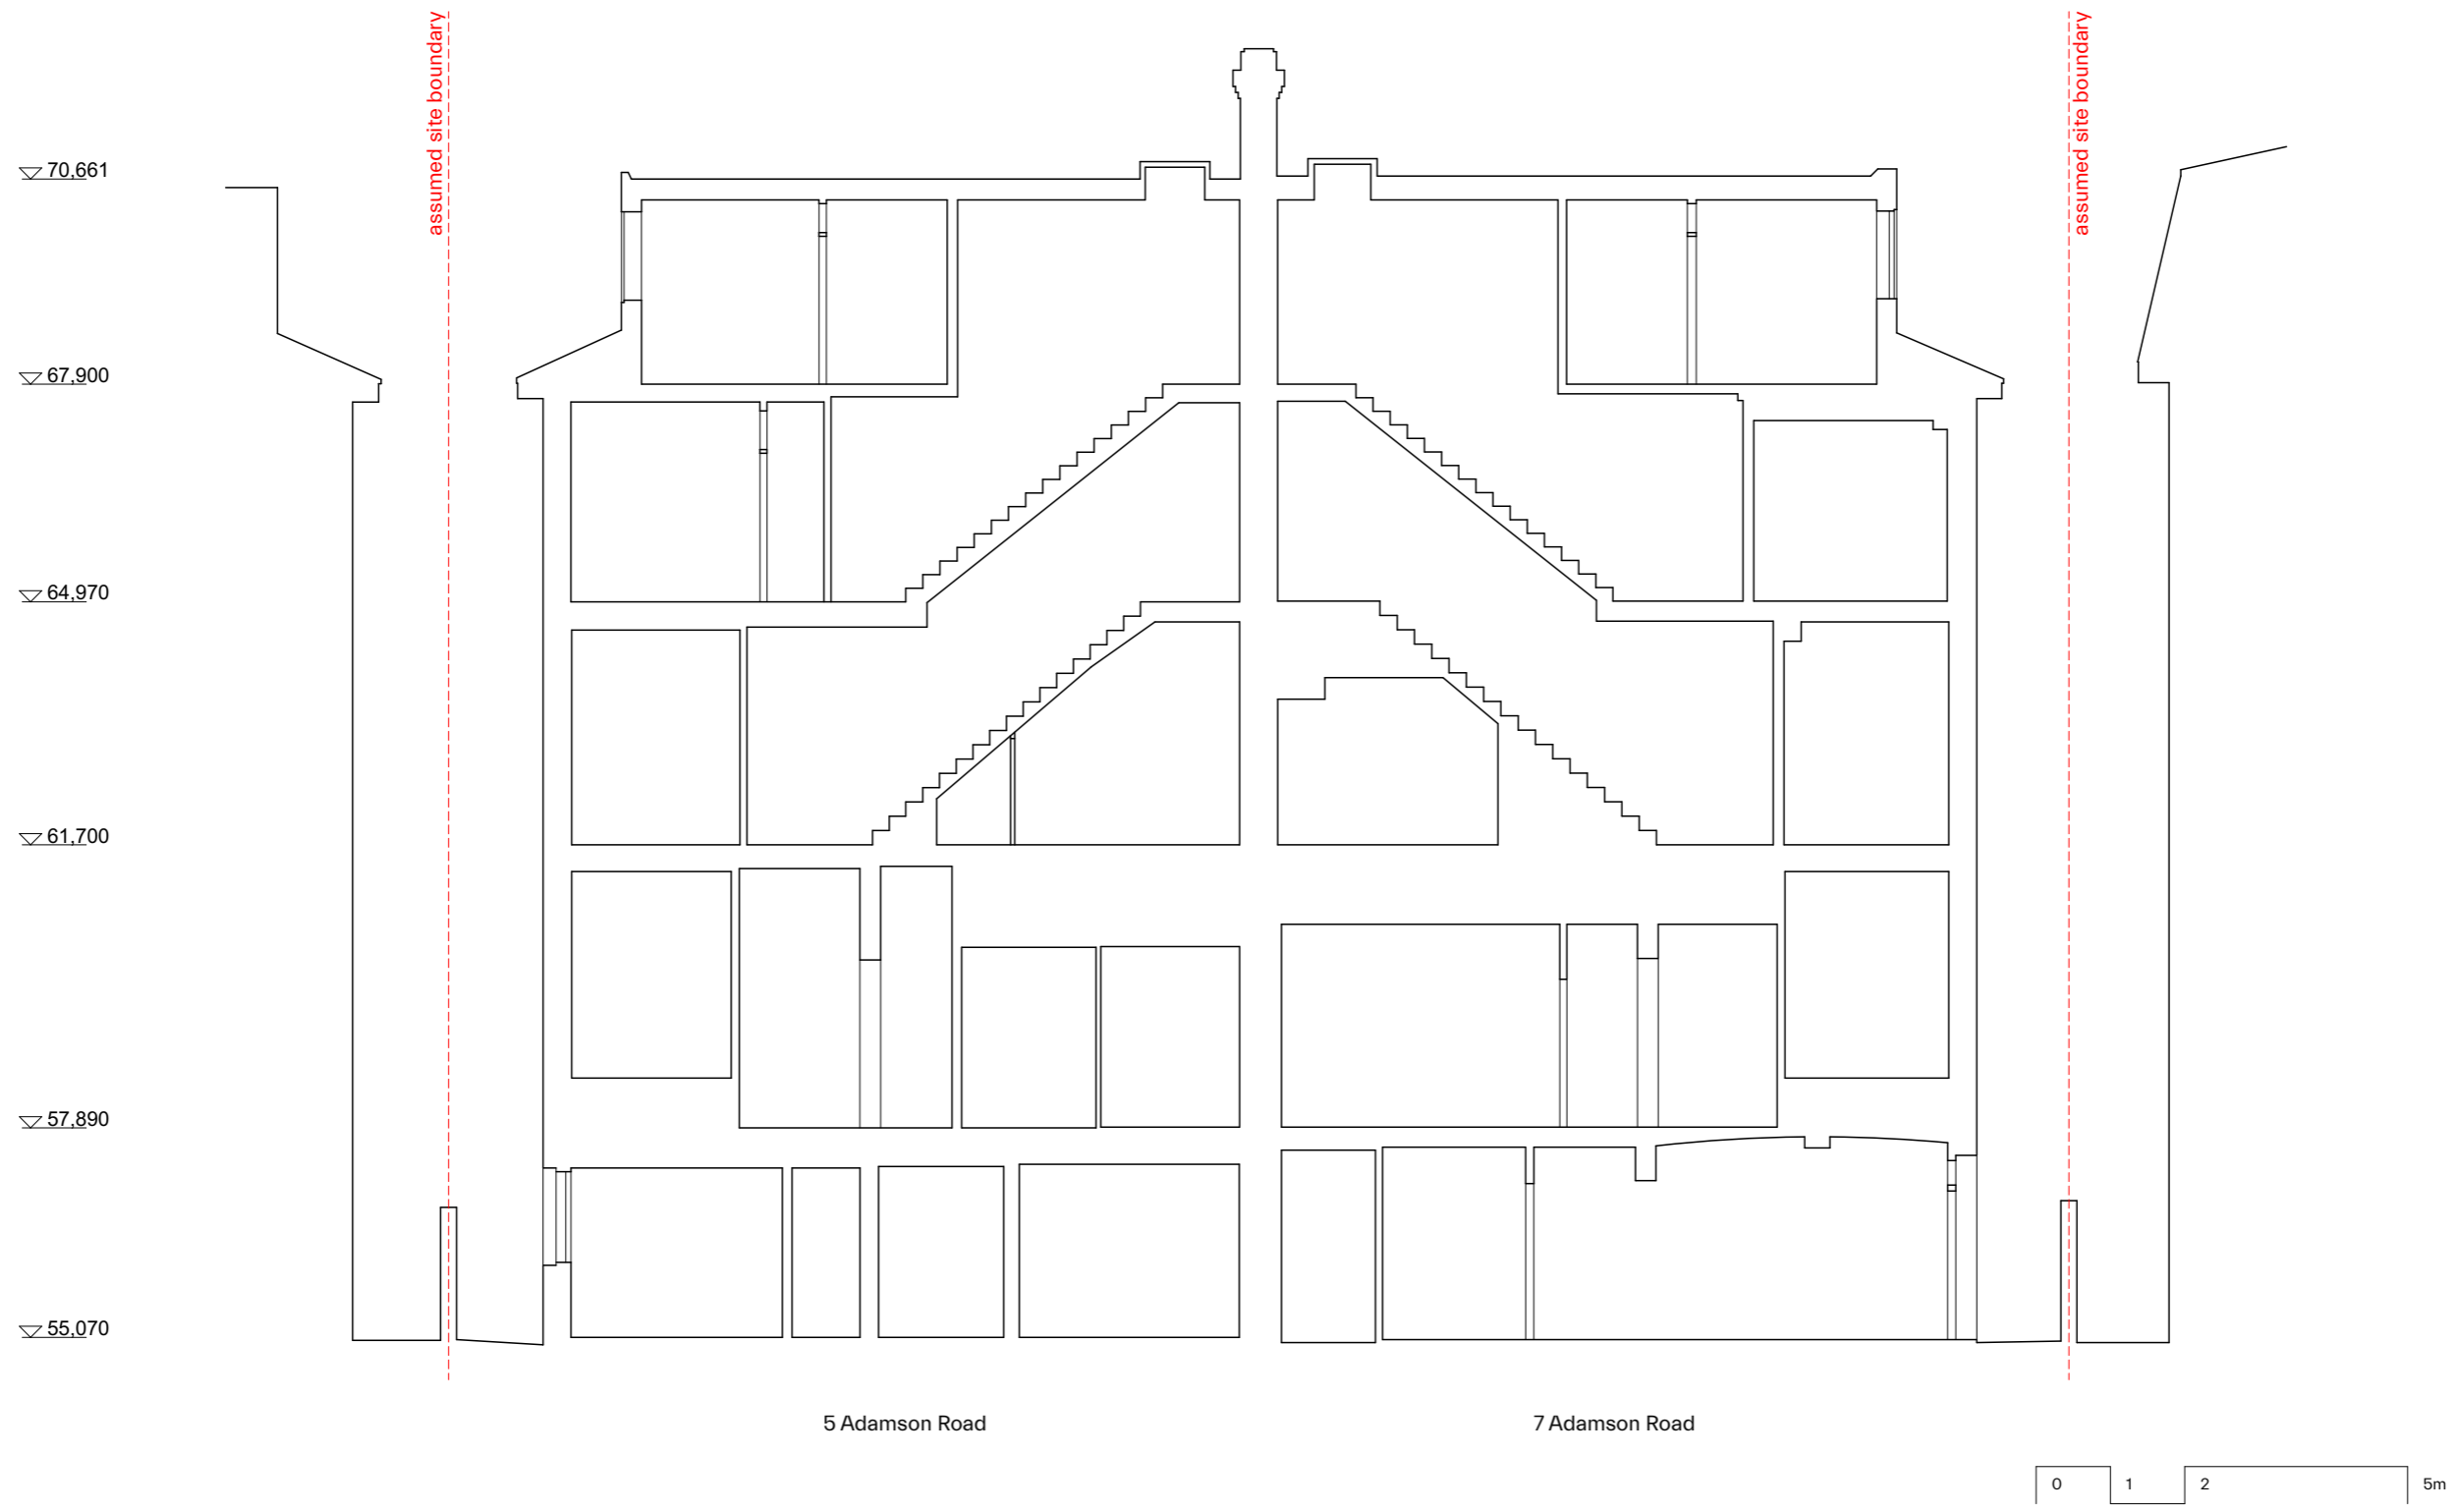 assumed site boundary
assumed site boundary
70,661
67,900
64,970
61,700
57,890
55,070
5 Adamson Road
7 Adamson Road
0 1 2 5m